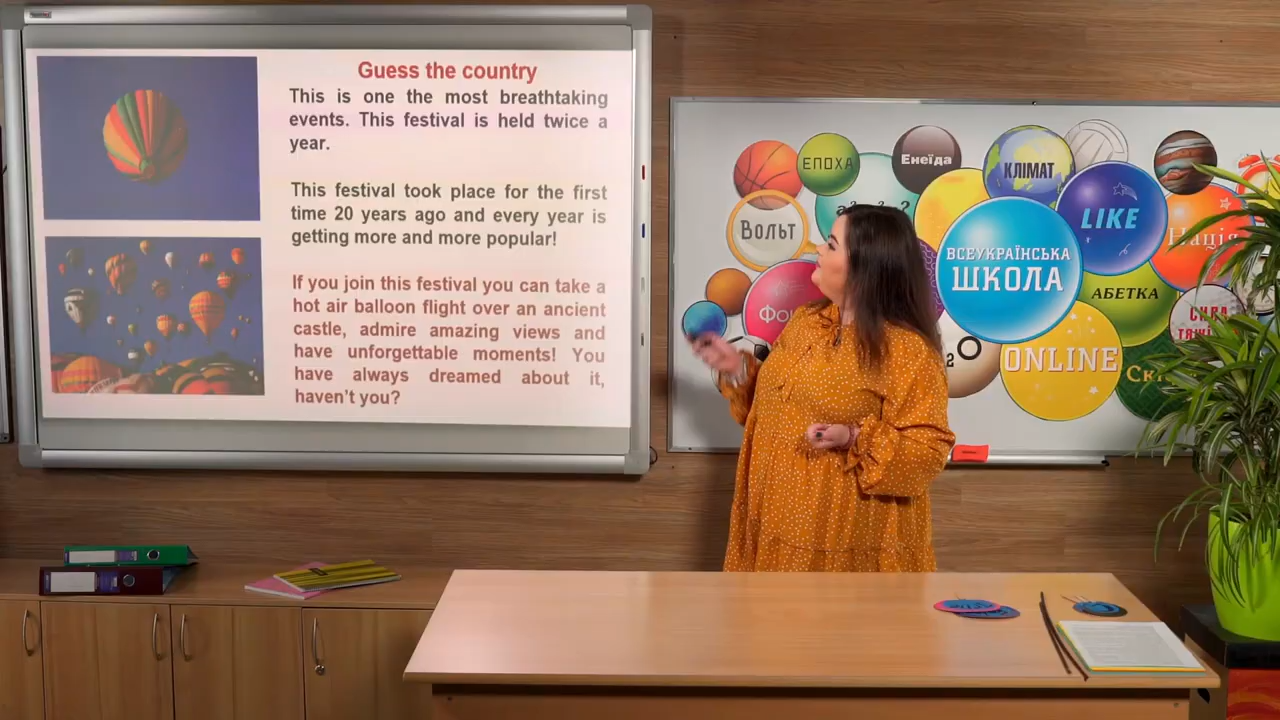 Guess the country
This is one the most breathtaking
events. This festival is held twice a
year.
This festival took place for the first
time 20 years ago and every year is
getting more and more popular!
If you join this festival you can take a
hot air balloon flight over an ancient
castle, admire amazing views and
have unforgettable moments! You
have always dreamed about it,
haven't you?
ЕПОХА
Енеїда
КЛІМАТ
Вольт
LIKE
Нація
ВСЕУКРАЇНСЬКА
ШКОЛА
АБЕТКА
ONLINE